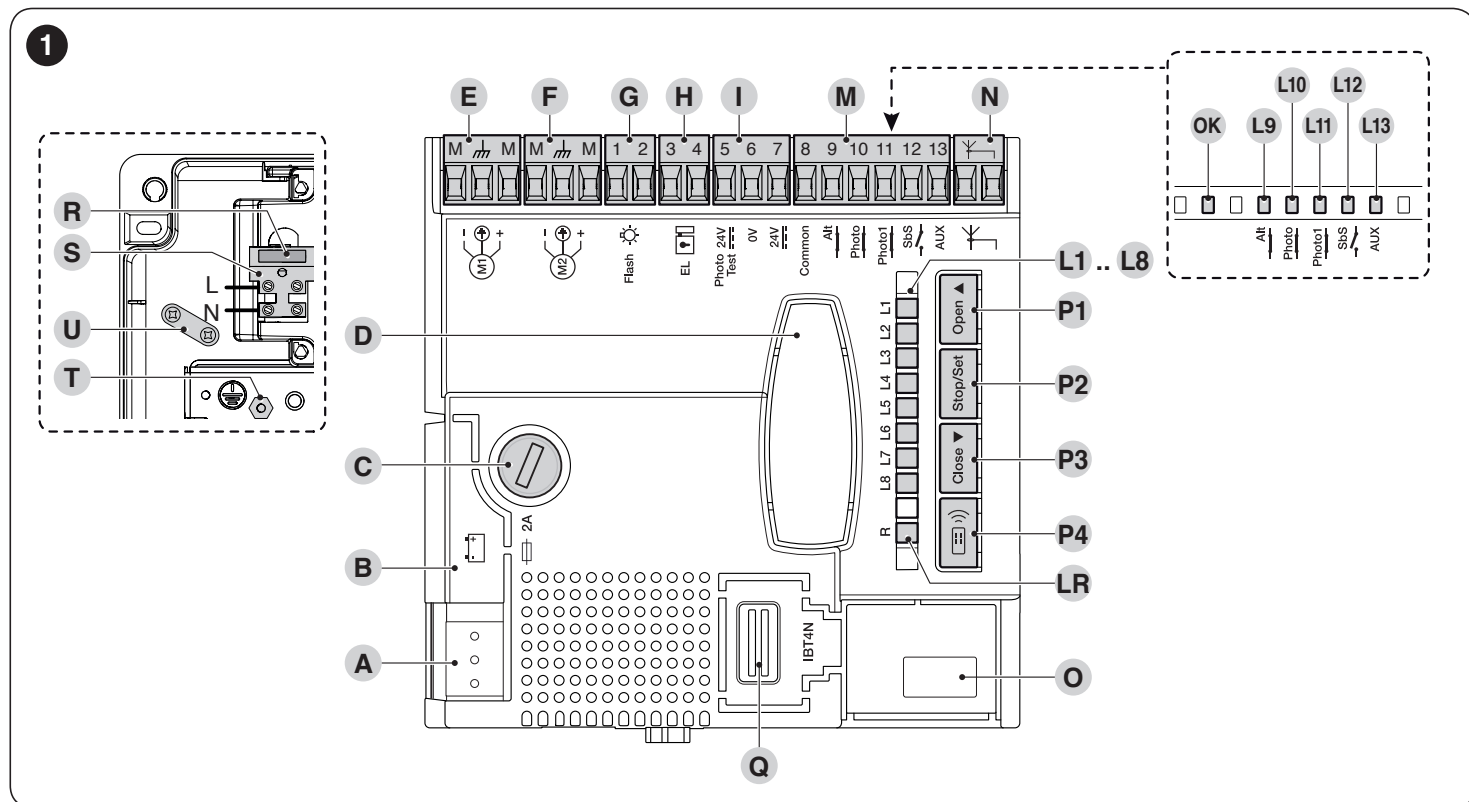 1
E F G H I M N
M M M M 1 2 3 4 5 6 7 8 9 10 11 12 13
- + M1
- + M2
Flash
EL
Photo 24V
Test
0V
24V
Common
Alt
Photo
Photo1
SbS
AUX
L10 L12
OK L9 L11 L13
Alt
Photo
Photo1
SbS
AUX
R
S
L
N
U
T
D
C
2A
+ -
B
A
L1 .. L8
L1
L2
L3
L4
L5
L6
L7
L8
R
Open ▲
P1
Stop/Set
P2
Close ▼
P3
P4
LR
IBT4N
O
Q